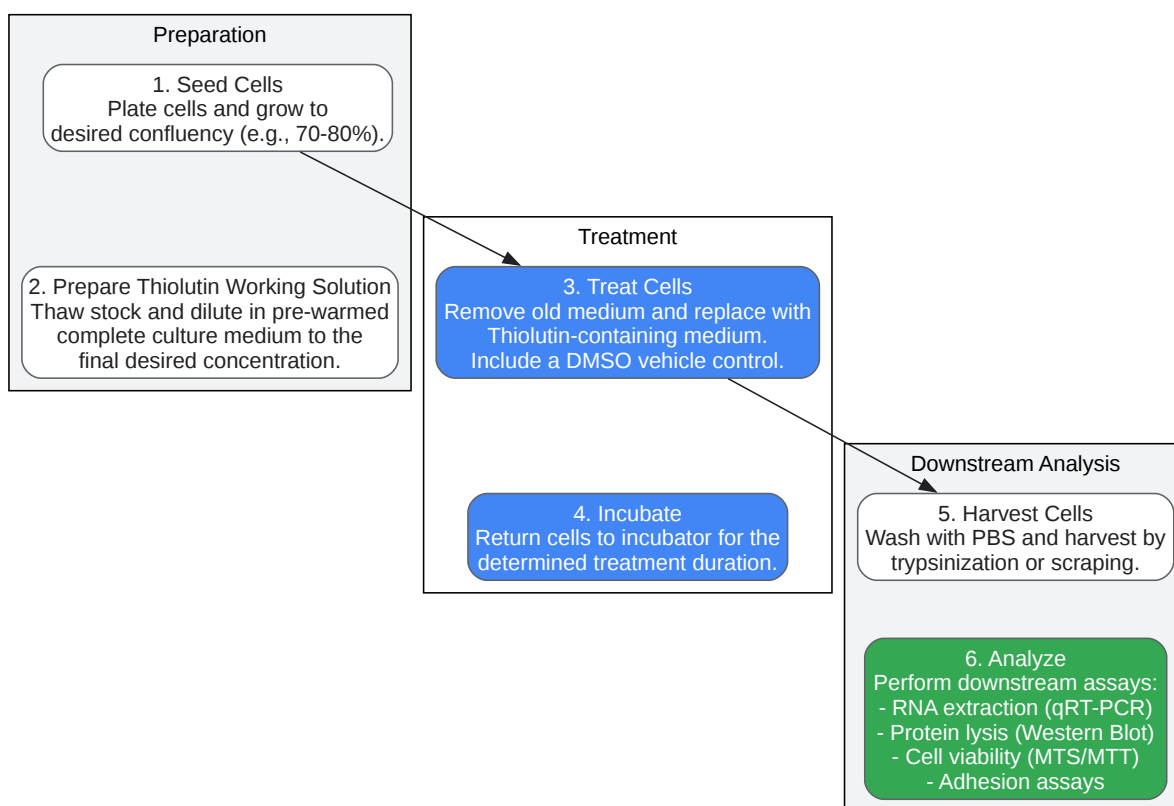 Preparation
1. Seed Cells
Plate cells and grow to
desired confluency (e.g., 70-80%).
2. Prepare Thiolutin Working Solution
Thaw stock and dilute in pre-warmed
complete culture medium to the
final desired concentration.
Treatment
3. Treat Cells
Remove old medium and replace with
Thiolutin-containing medium.
Include a DMSO vehicle control.
4. Incubate
Return cells to incubator for the
determined treatment duration.
Downstream Analysis
5. Harvest Cells
Wash with PBS and harvest by
trypsinization or scraping.
6. Analyze
Perform downstream assays:
- RNA extraction (qRT-PCR)
- Protein lysis (Western Blot)
- Cell viability (MTS/MTT)
- Adhesion assays